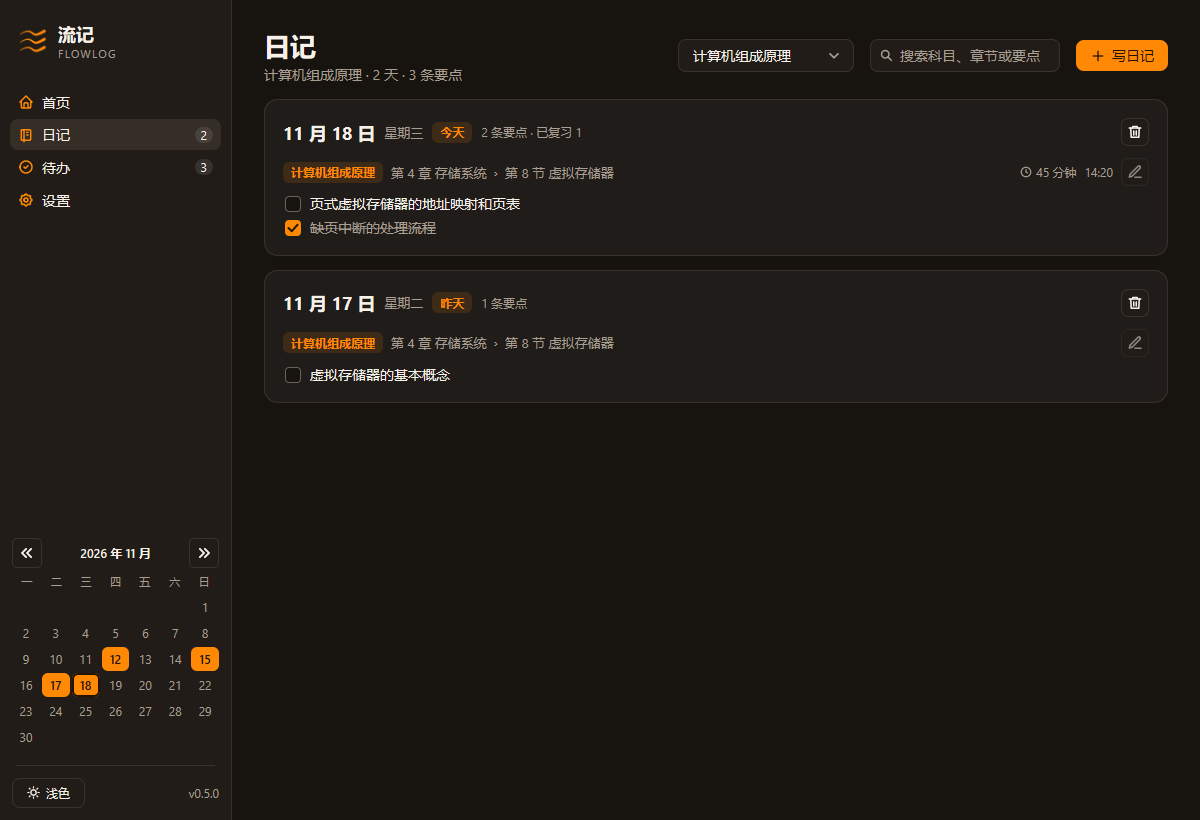 流记
FLOWLOG
首页
日记 2
待办 3
设置
2026 年 11 月
一 二 三 四 五 六 日
1
2 3 4 5 6 7 8
9 10 11 12 13 14 15
16 17 18 19 20 21 22
23 24 25 26 27 28 29
30
浅色 v0.5.0
日记
计算机组成原理 · 2 天 · 3 条要点
计算机组成原理 搜索科目、章节或要点 写日记
11 月 18 日 星期三 今天 2 条要点 · 已复习 1
计算机组成原理 第 4 章 存储系统 › 第 8 节 虚拟存储器 45 分钟 14:20
页式虚拟存储器的地址映射和页表
缺页中断的处理流程
11 月 17 日 星期二 昨天 1 条要点
计算机组成原理 第 4 章 存储系统 › 第 8 节 虚拟存储器
虚拟存储器的基本概念